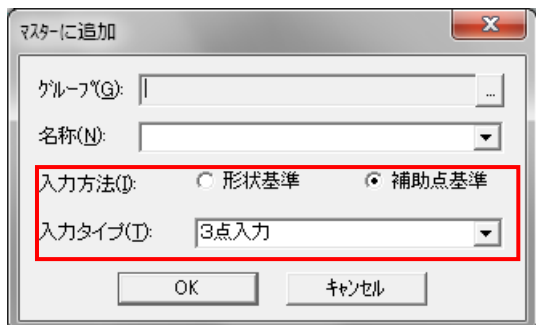 ﾏｽﾀｰに追加
ｸﾞﾙｰﾌﾟ(G): ...
名称(N):
入力方法(I): 形状基準 補助点基準
入力タイプ(T): 3点入力
OK ｷｬﾝｾﾙ